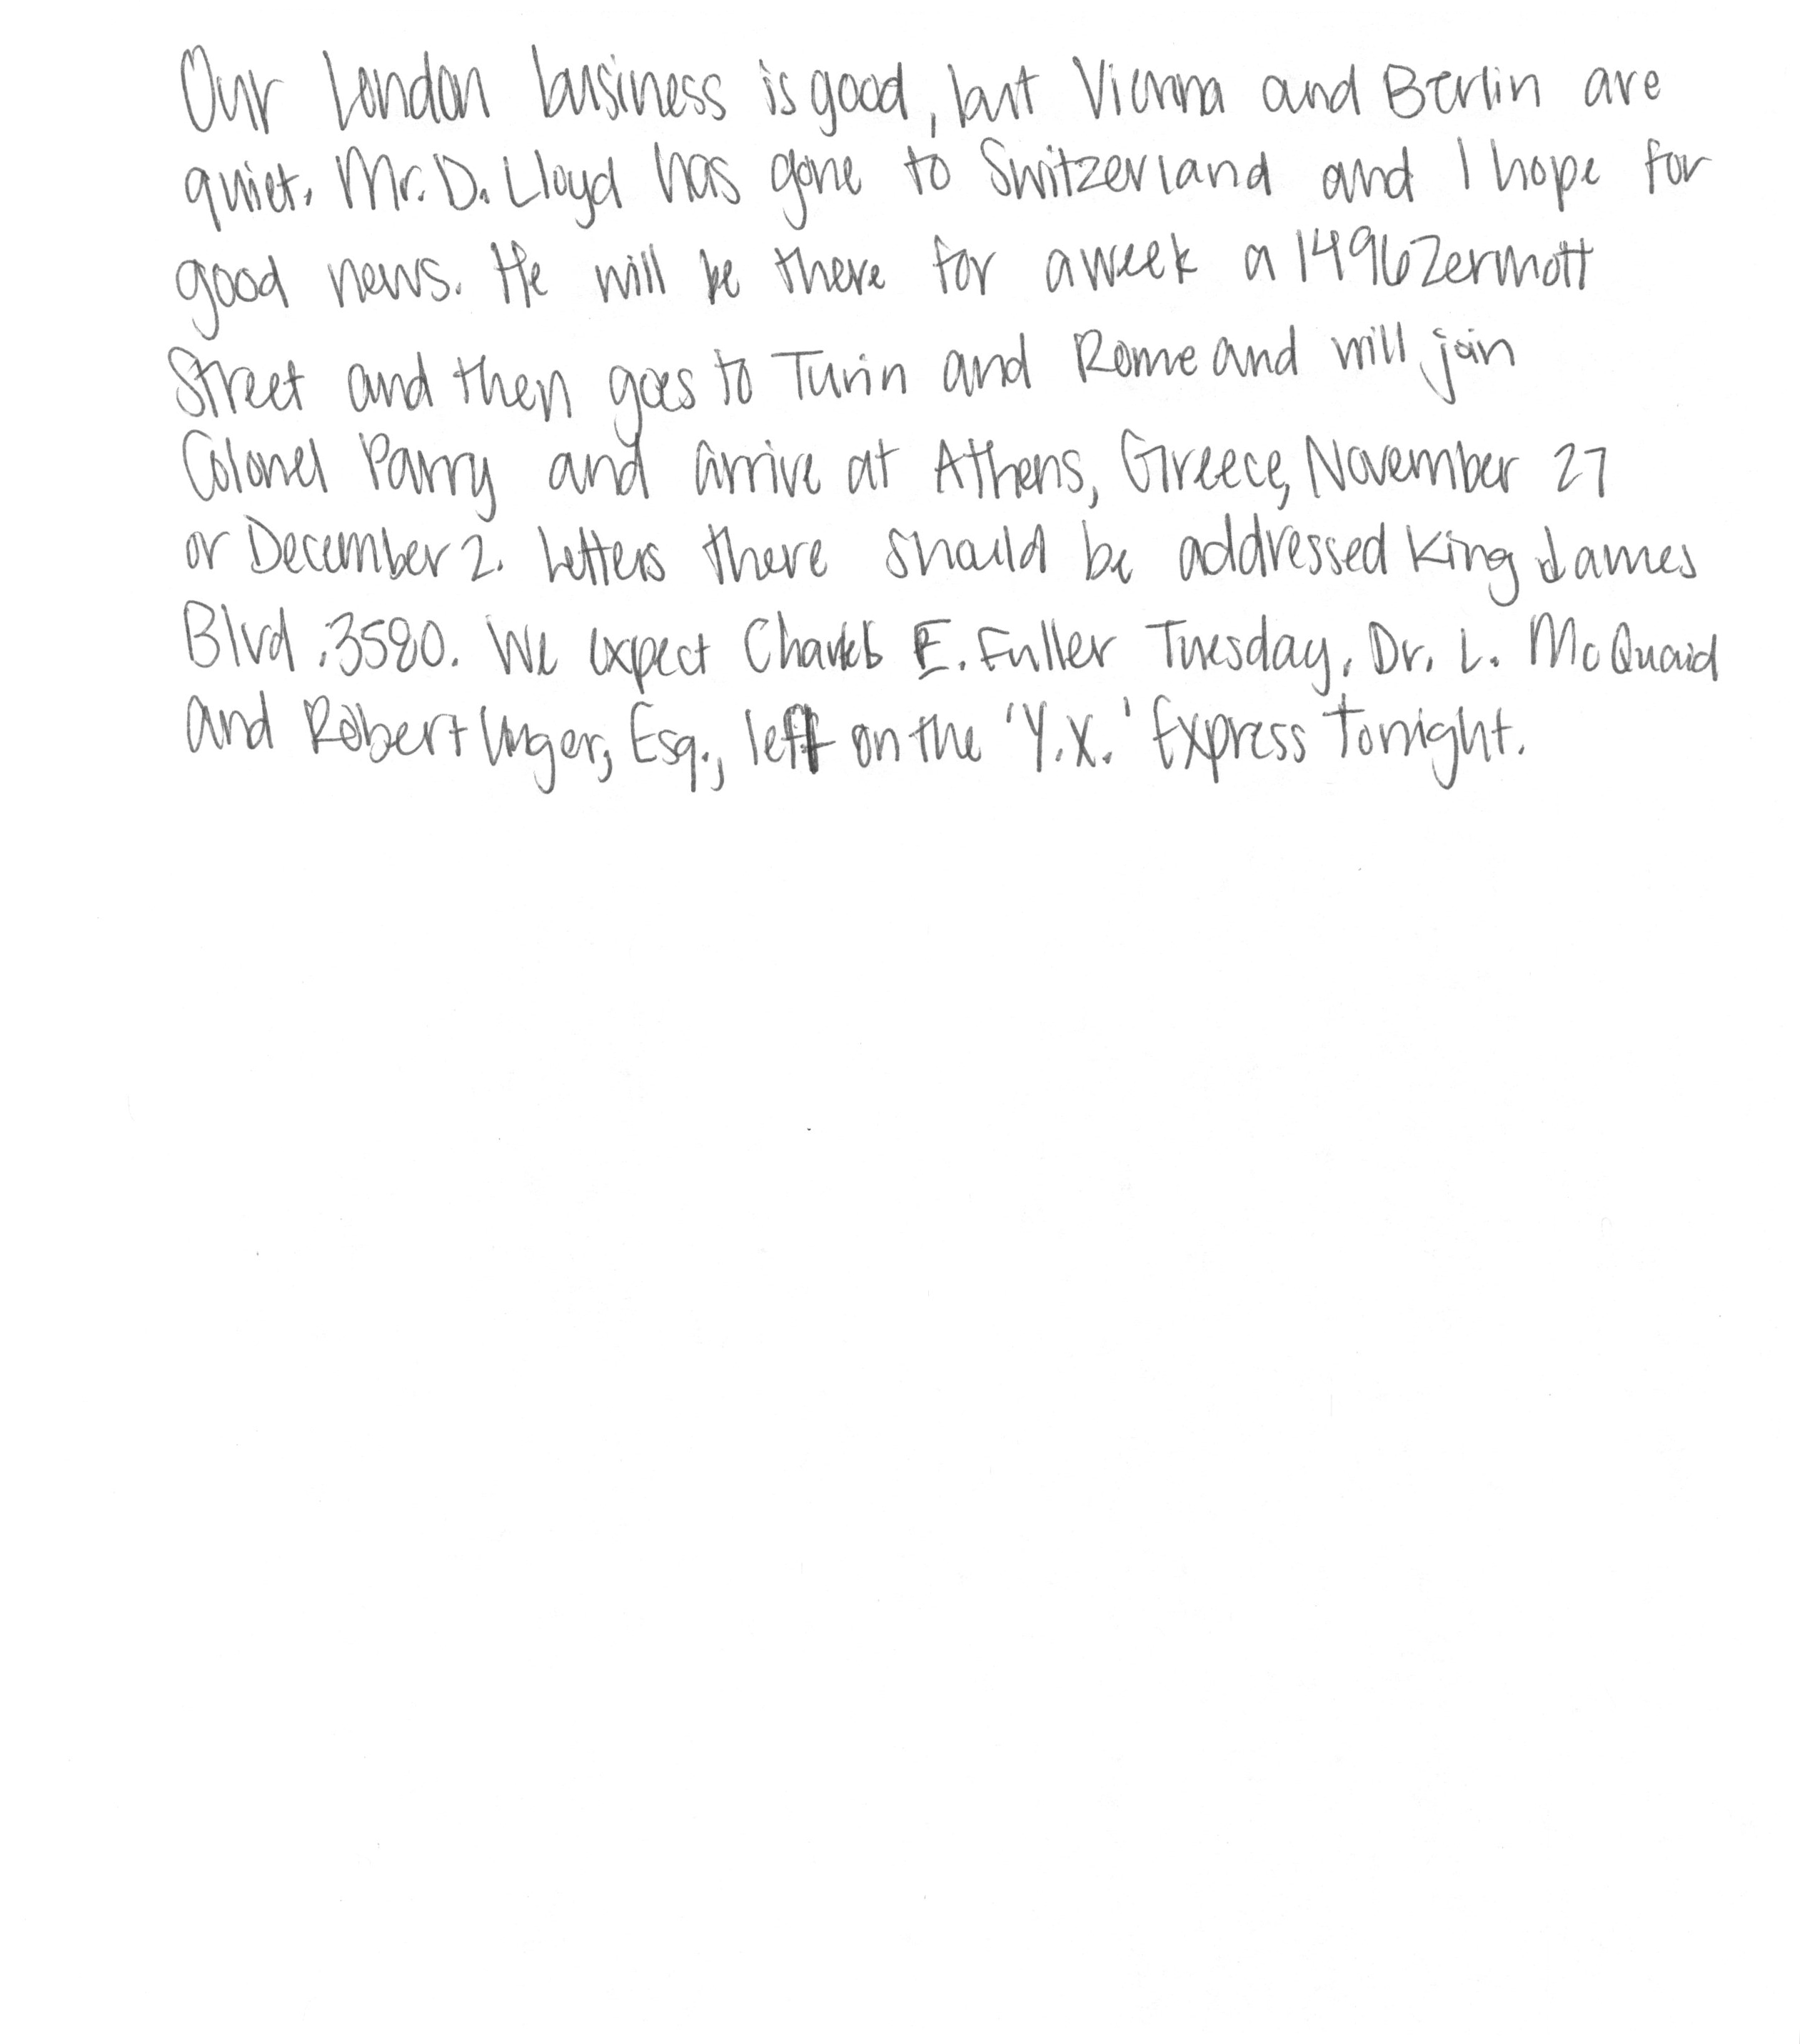 Our London business is good, but Vienna and Berlin are
quiet. Mr. D. Lloyd has gone to Switzerland and I hope for
good news. He will be there for a week a 1496 Zermott
Street and then goes to Turin and Rome and will join
Colonel Parry and arrive at Athens, Greece, November 27
or December 2. Letters there should be addressed King James
Blvd. 3580. We expect Charles E. Fuller Tuesday. Dr. L. McQuaid
and Robert Unger, Esq., left on the 'Y.X.' Express tonight.